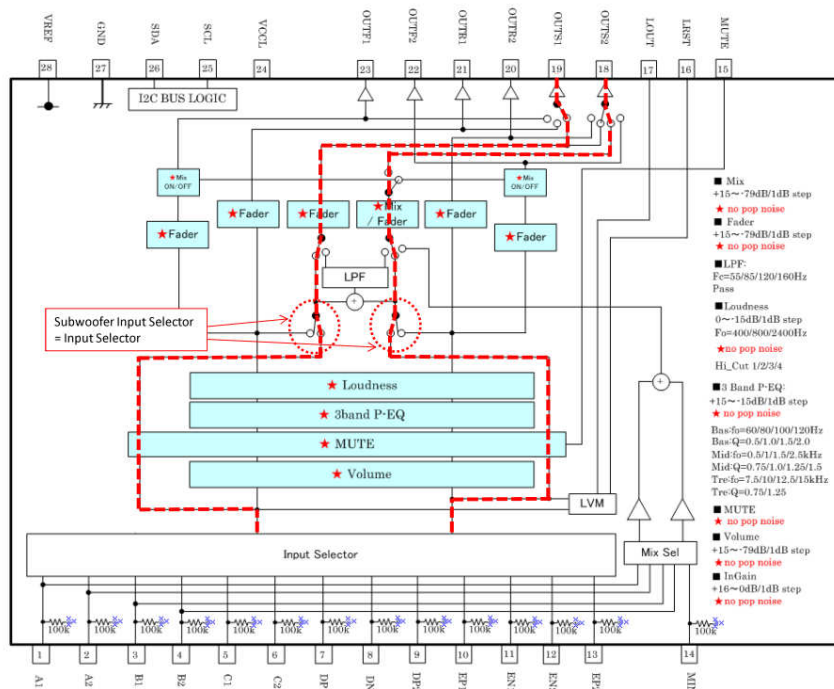 VREF
GND
SDA
SCL
VCCL
OUTF1
OUTF2
OUTR1
OUTR2
OUTS1
OUTS2
LOUT
LRST
MUTE
28
27
26
25
24
23
22
21
20
19
18
17
16
15
I2C BUS LOGIC
★Mix
ON/OFF
★Mix
ON/OFF
★Fader
★Fader
★Fader
★Mix
/ Fader
★Fader
★Fader
LPF
Subwoofer Input Selector
= Input Selector
★ Loudness
★ 3band P-EQ
★ MUTE
★ Volume
LVM
Input Selector
Mix Sel
■ Mix
+15～-79dB/1dB step
★ no pop noise
■ Fader
+15～-79dB/1dB step
★ no pop noise
■LPF:
Fc=55/85/120/160Hz
Pass
■Loudness
0～-15dB/1dB step
Fo=400/800/2400Hz
★no pop noise
Hi_Cut 1/2/3/4
■3 Band P-EQ:
+15～-15dB/1dB step
★ no pop noise
Bas:fo=60/80/100/120Hz
Bas:Q=0.5/1.0/1.5/2.0
Mid:fo=0.5/1/1.5/2.5kHz
Mid:Q=0.75/1.0/1.25/1.5
Tre:fo=7.5/10/12.5/15kHz
Tre:Q=0.75/1.25
■MUTE
★ no pop noise
■ Volume
+15～-79dB/1dB step
★no pop noise
■ InGain
+16～0dB/1dB step
★no pop noise
100k
100k
100k
100k
100k
100k
100k
100k
100k
100k
100k
100k
100k
100k
1
2
3
4
5
6
7
8
9
10
11
12
13
14
A1
A2
B1
B2
C1
C2